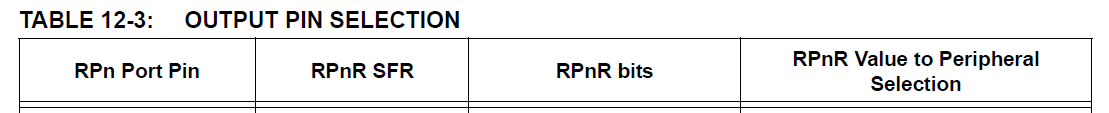 TABLE 12-3: OUTPUT PIN SELECTION
RPn Port Pin
RPnR SFR
RPnR bits
RPnR Value to Peripheral
Selection